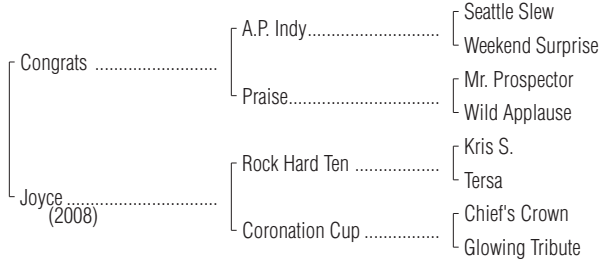 Seattle Slew
A.P. Indy
Weekend Surprise
Congrats
Mr. Prospector
Praise
Wild Applause
Kris S.
Rock Hard Ten
Tersa
Joyce
(2008)
Chief's Crown
Coronation Cup
Glowing Tribute